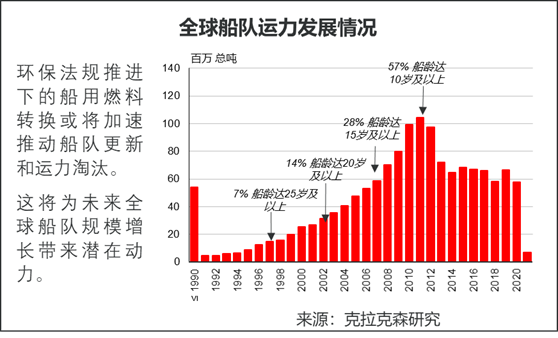 全球船队运力发展情况
环保法规推进
下的船用燃料
转换或将加速
推动船队更新
和运力淘汰。
这将为未来全
球船队规模增
长带来潜在动
力。
百万 总吨
140
120
100
80
60
40
20
0
57% 船龄达
10岁及以上
28% 船龄达
15岁及以上
14% 船龄达20岁
及以上
7% 船龄达25岁及
以上
≤ 1990
1992
1994
1996
1998
2000
2002
2004
2006
2008
2010
2012
2014
2016
2018
2020
来源：克拉克森研究